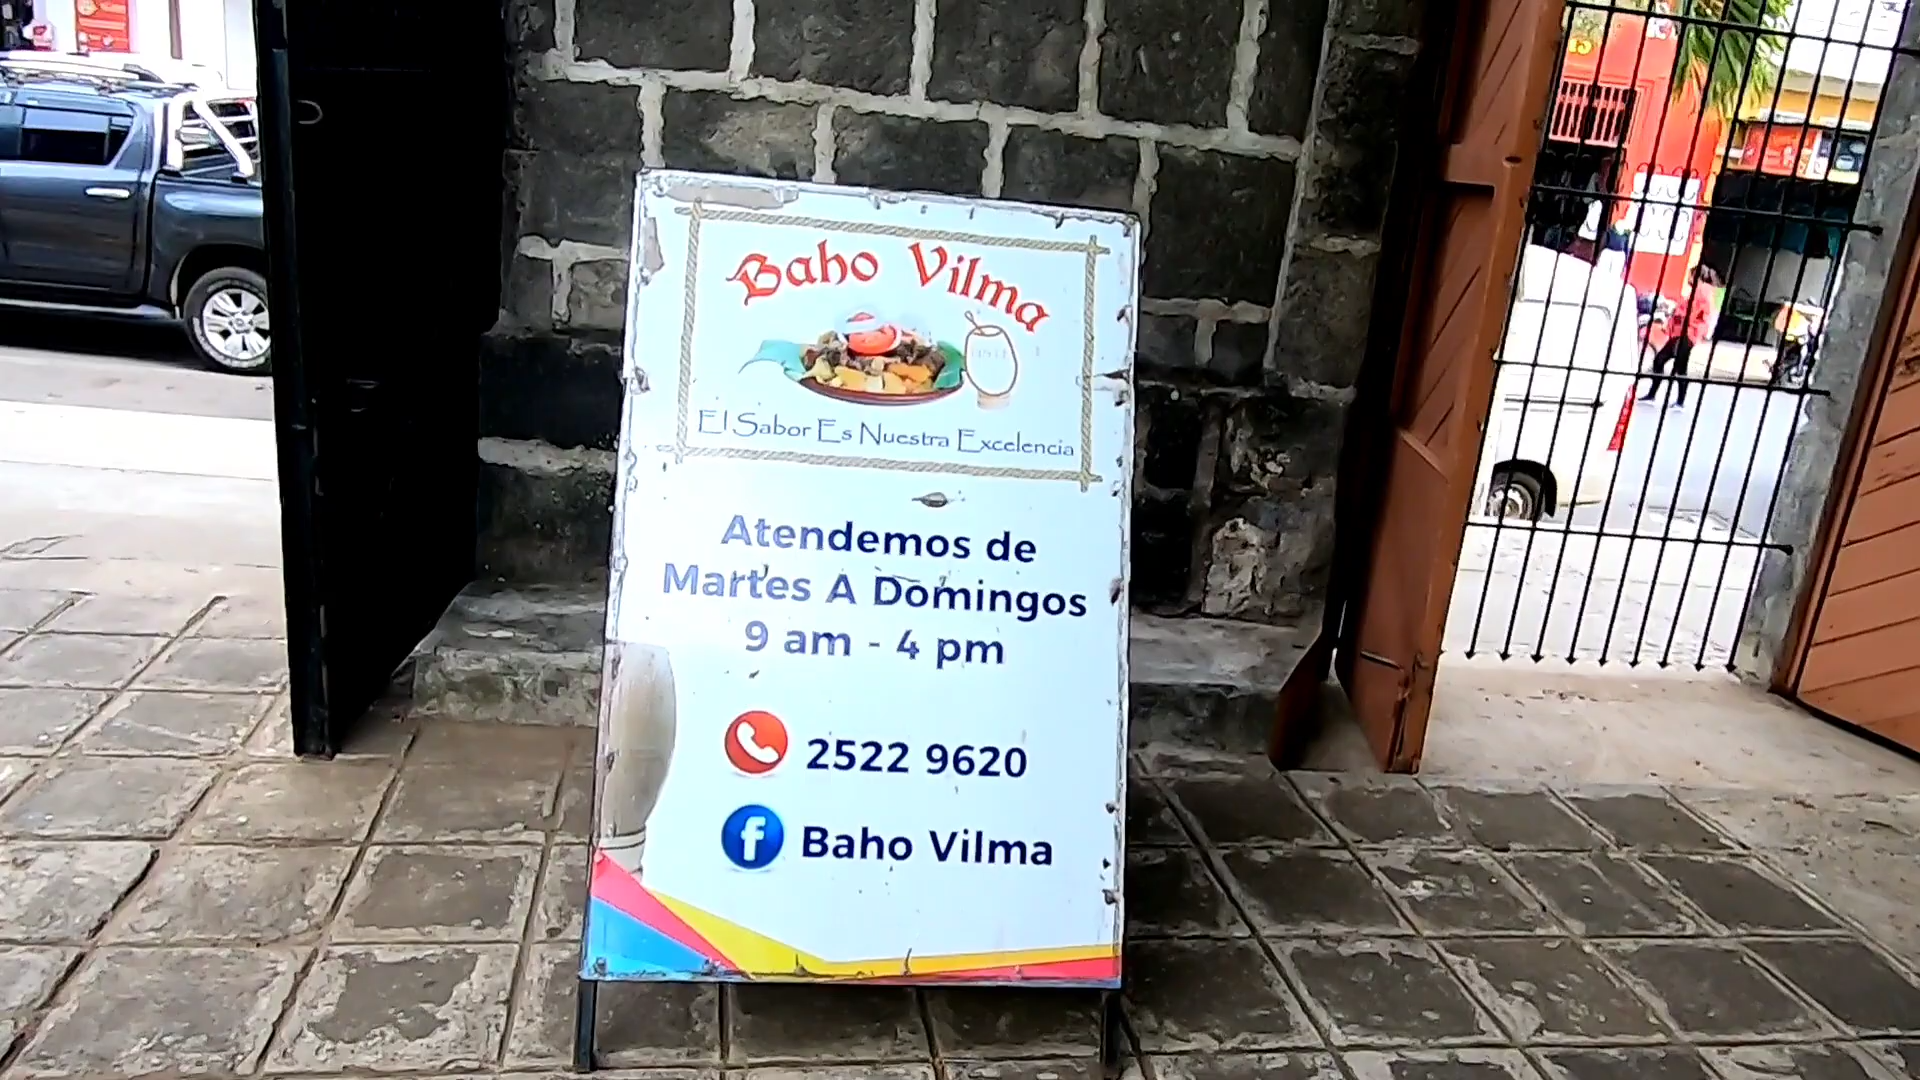 Baho Vilma
El Sabor Es Nuestra Excelencia
Atendemos de
Martes A Domingos
9 am - 4 pm
2522 9620
f Baho Vilma